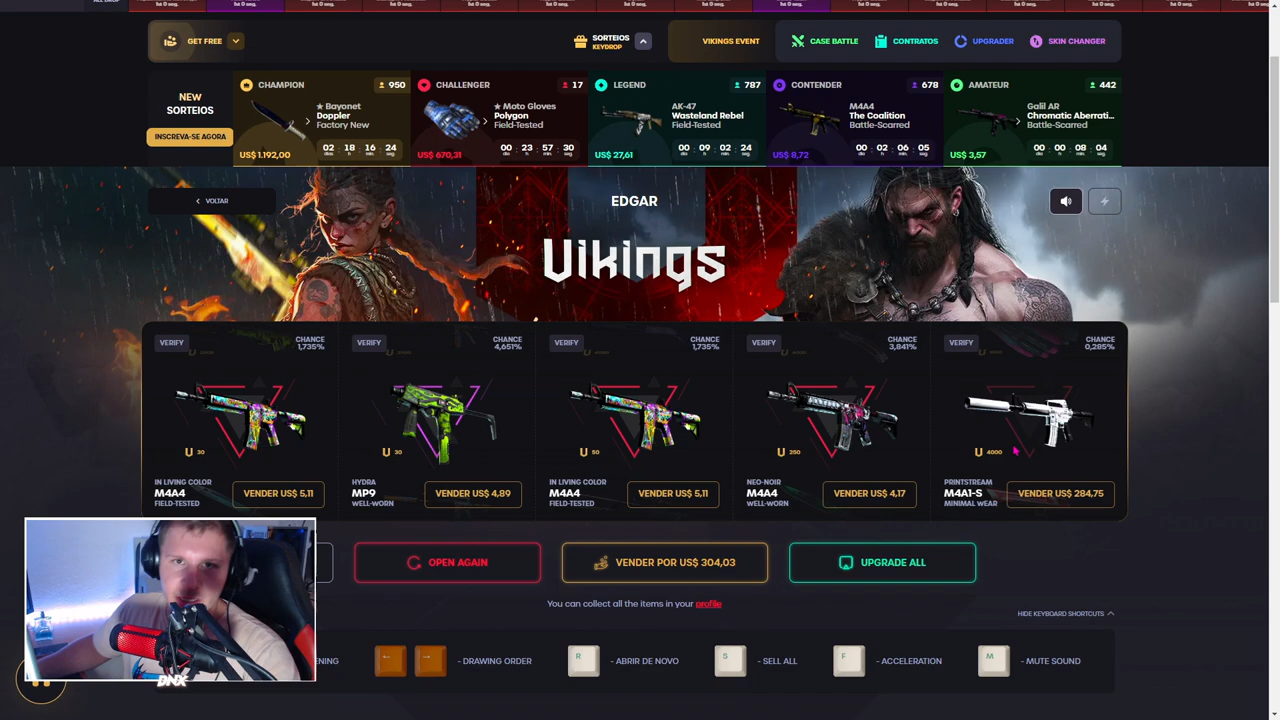 ALL DROP
GET FREE
SORTEIOS
KEYDROP
VIKINGS EVENT
CASE BATTLE
CONTRATOS
UPGRADER
SKIN CHANGER
NEW
SORTEIOS
INSCREVA-SE AGORA
CHAMPION
950
★ Bayonet
Doppler
Factory New
US$ 1.192,00
02 18 16 24
CHALLENGER
17
★ Moto Gloves
Polygon
Field-Tested
US$ 670,31
00 23 57 30
LEGEND
787
AK-47
Wasteland Rebel
Field-Tested
US$ 27,61
00 09 02 24
CONTENDER
678
M4A4
The Coalition
Battle-Scarred
US$ 8,72
00 02 06 05
AMATEUR
442
Galil AR
Chromatic Aberrati...
Battle-Scarred
US$ 3,57
00 00 08 04
VOLTAR
EDGAR
Vikings
VERIFY
CHANCE
1,735%
U 30
IN LIVING COLOR
M4A4
FIELD-TESTED
VENDER US$ 5,11
VERIFY
CHANCE
4,651%
U 30
HYDRA
MP9
WELL-WORN
VENDER US$ 4,89
VERIFY
CHANCE
1,735%
U 50
IN LIVING COLOR
M4A4
FIELD-TESTED
VENDER US$ 5,11
VERIFY
CHANCE
3,841%
U 250
NEO-NOIR
M4A4
WELL-WORN
VENDER US$ 4,17
VERIFY
CHANCE
0,285%
U 4000
PRINTSTREAM
M4A1-S
MINIMAL WEAR
VENDER US$ 284,75
OPEN AGAIN
VENDER POR US$ 304,03
UPGRADE ALL
You can collect all the items in your profile
HIDE KEYBOARD SHORTCUTS
NING
← → - DRAWING ORDER
R - ABRIR DE NOVO
S - SELL ALL
F - ACCELERATION
M - MUTE SOUND
BNX